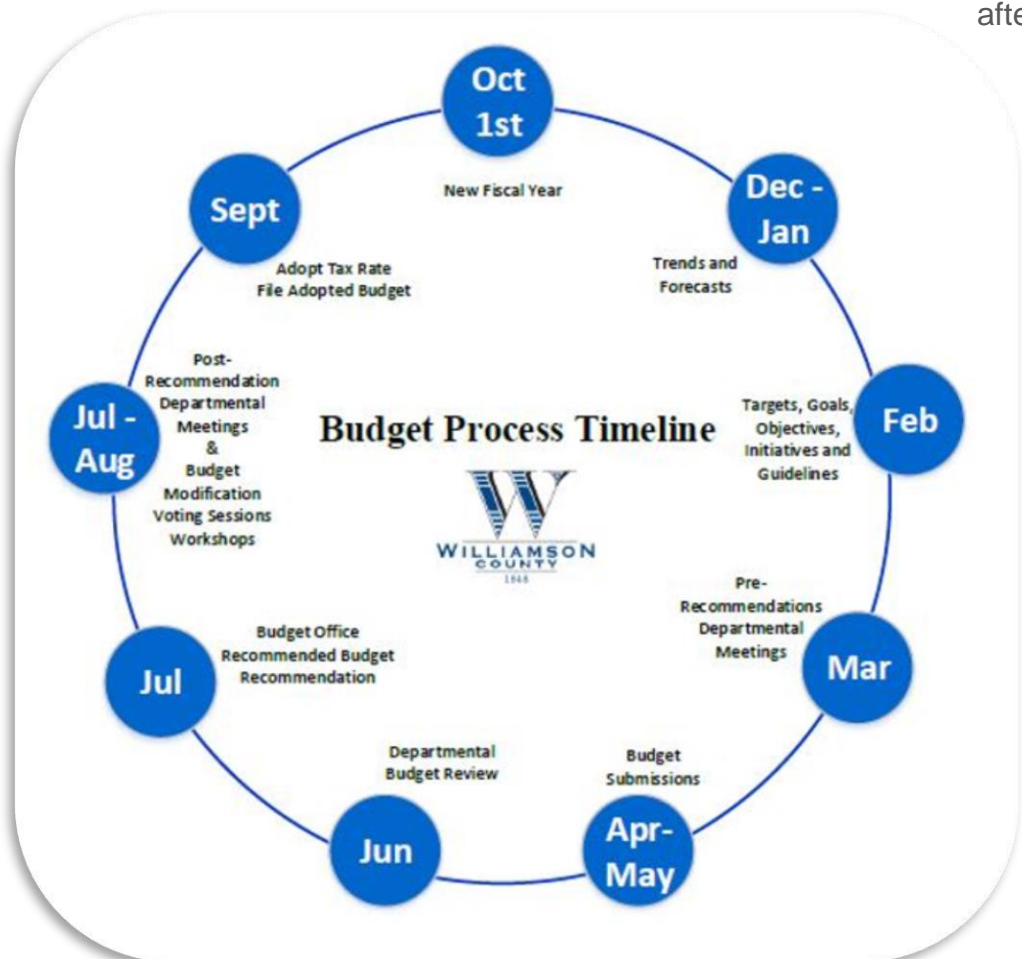 afte
Oct
1st
New Fiscal Year
Dec -
Jan
Trends and
Forecasts
Feb
Targets, Goals,
Objectives,
Initiatives and
Guidelines
Mar
Pre-
Recommendations
Departmental
Meetings
Apr-
May
Budget
Submissions
Jun
Departmental
Budget Review
Jul
Budget Office
Recommended Budget
Recommendation
Jul -
Aug
Post-
Recommendation
Departmental
Meetings
&
Budget
Modification
Voting Sessions
Workshops
Sept
Adopt Tax Rate
File Adopted Budget
Budget Process Timeline
W
WILLIAMSON
COUNTY
1848